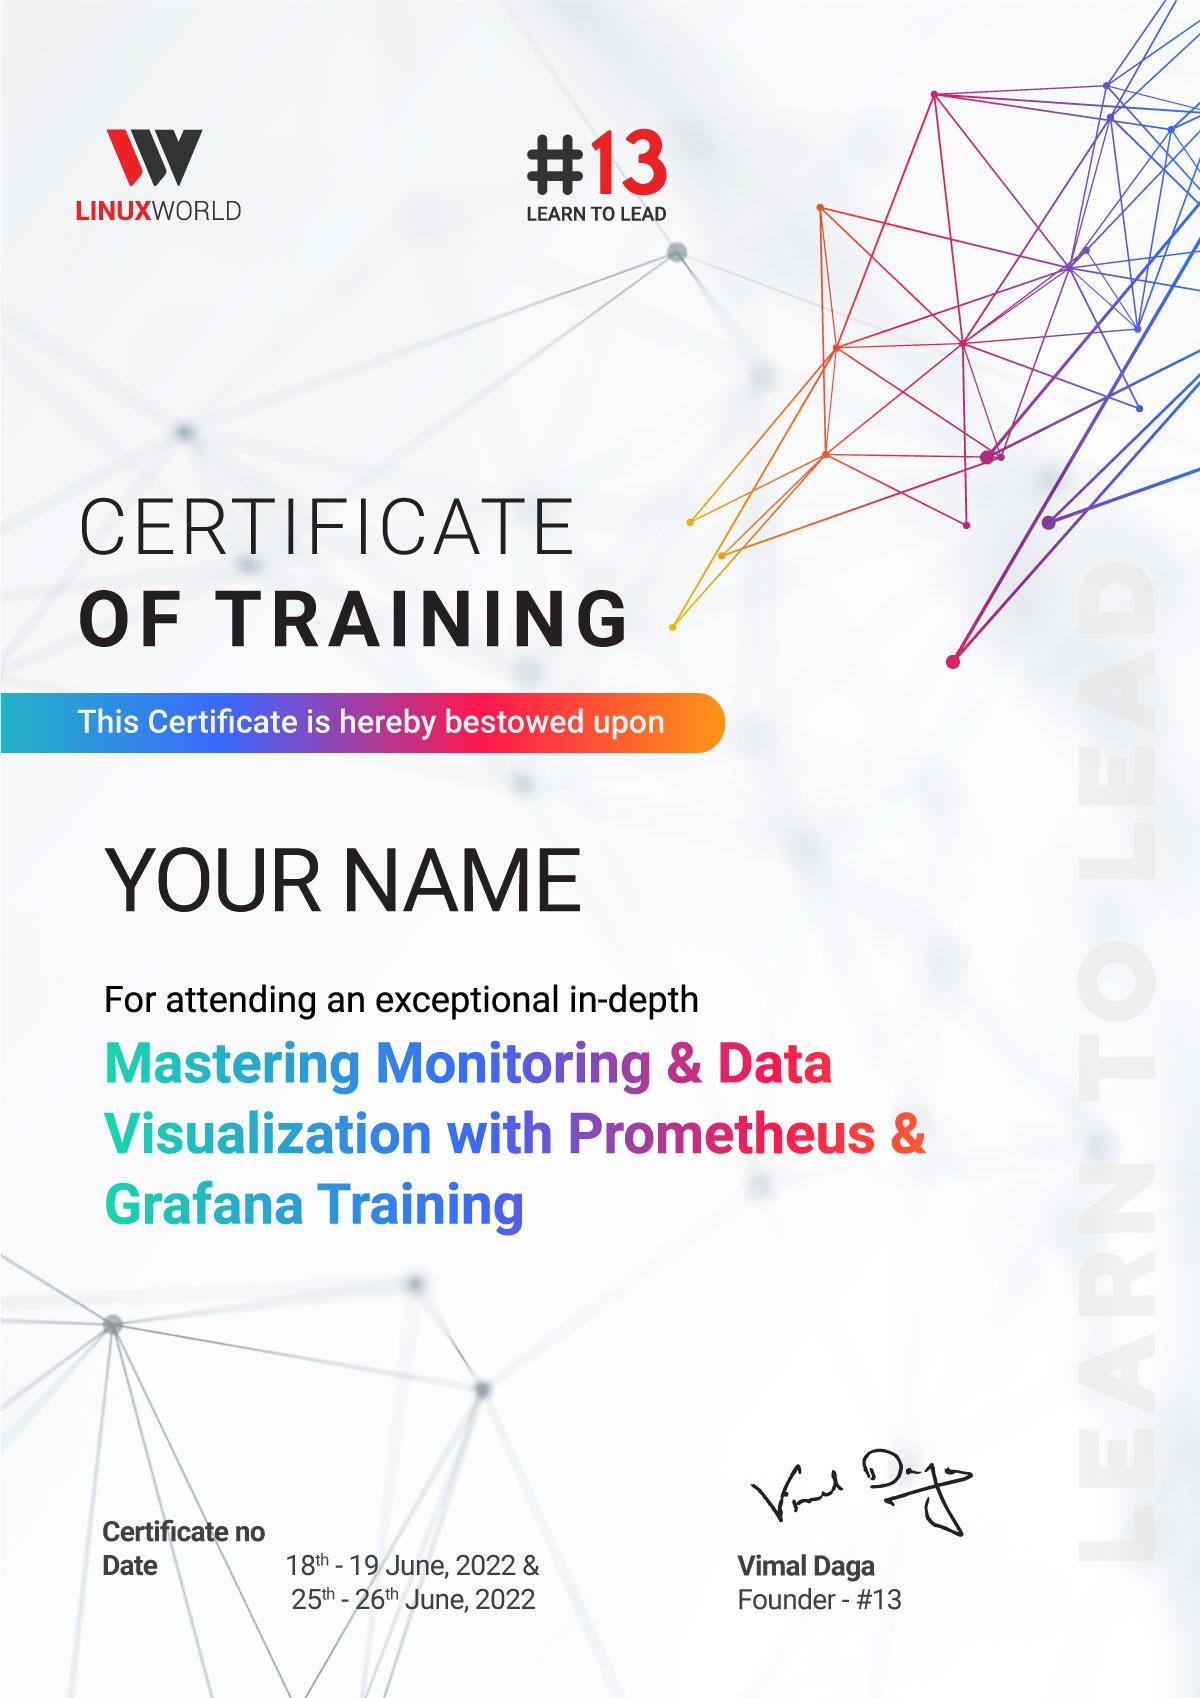 LINUXWORLD
#13
LEARN TO LEAD
CERTIFICATE
OF TRAINING
This Certificate is hereby bestowed upon
YOUR NAME
For attending an exceptional in-depth
Mastering Monitoring & Data
Visualization with Prometheus &
Grafana Training
LEARN TO LEAD
Certificate no
Date 18th - 19 June, 2022 &
25th - 26th June, 2022
Vimal Daga
Vimal Daga
Founder - #13